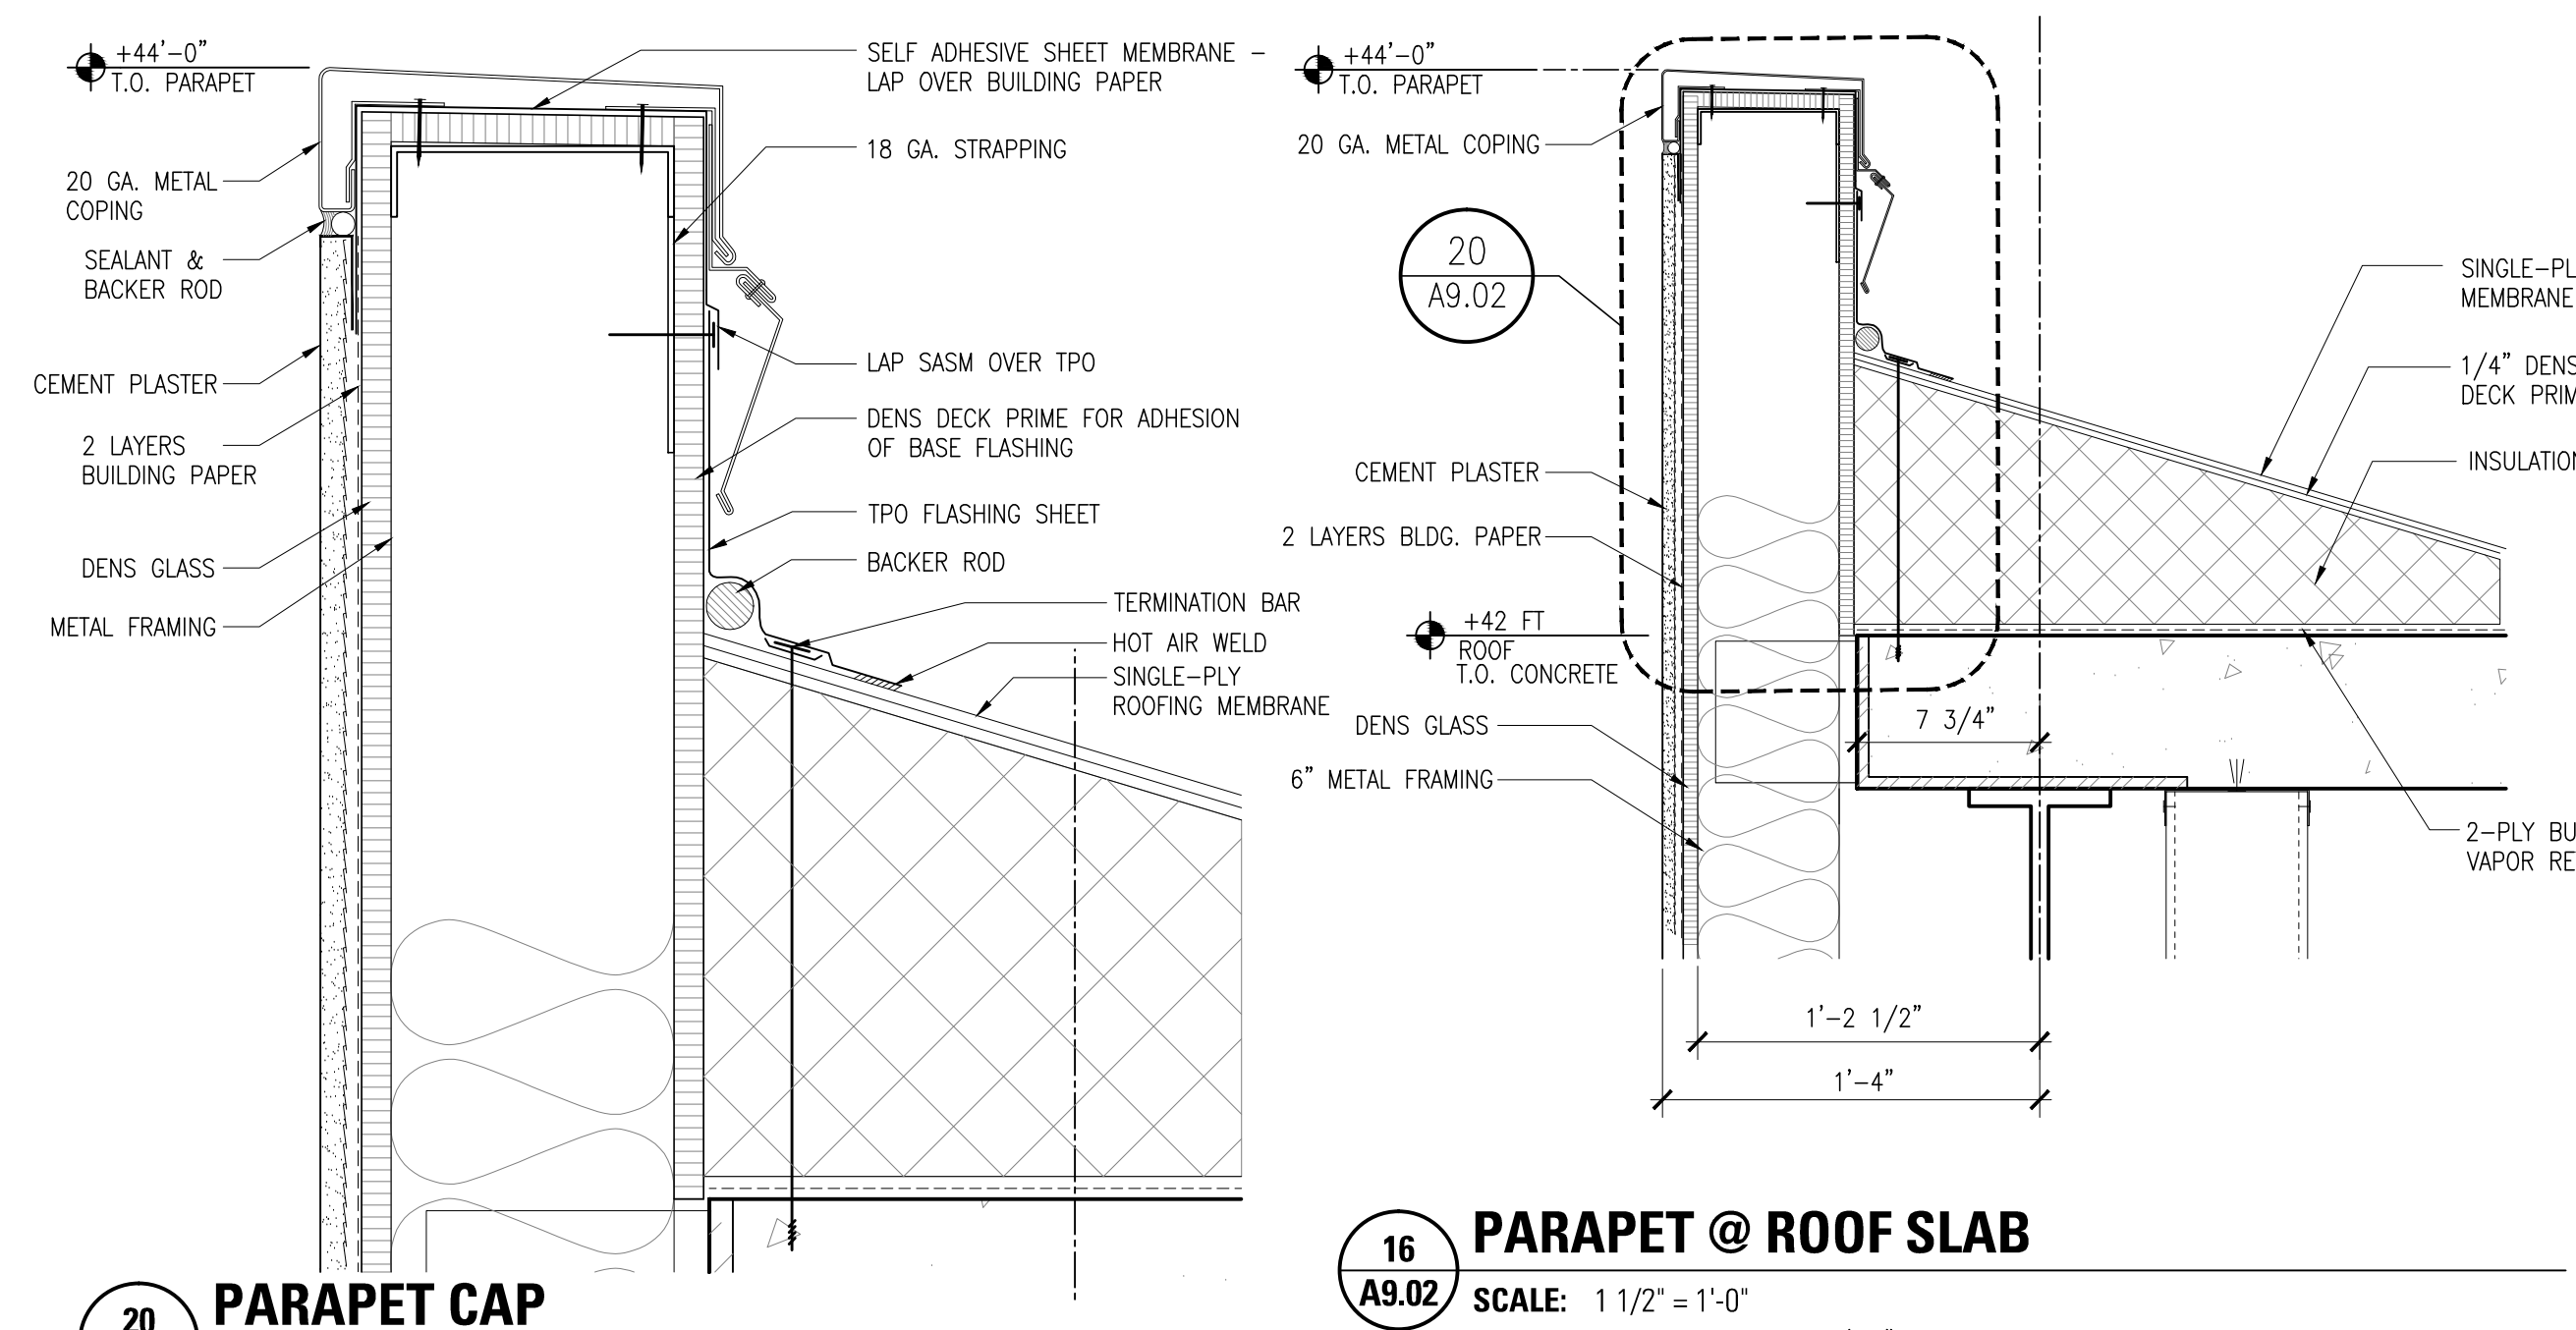 +44'-0"
T.O. PARAPET
20 GA. METAL
COPING
SEALANT &
BACKER ROD
CEMENT PLASTER
2 LAYERS
BUILDING PAPER
DENS GLASS
METAL FRAMING
SELF ADHESIVE SHEET MEMBRANE –
LAP OVER BUILDING PAPER
18 GA. STRAPPING
LAP SASM OVER TPO
DENS DECK PRIME FOR ADHESION
OF BASE FLASHING
TPO FLASHING SHEET
BACKER ROD
TERMINATION BAR
HOT AIR WELD
SINGLE-PLY
ROOFING MEMBRANE
20
PARAPET CAP
+44'-0"
T.O. PARAPET
20 GA. METAL COPING
20
A9.02
CEMENT PLASTER
2 LAYERS BLDG. PAPER
+42 FT
ROOF
T.O. CONCRETE
DENS GLASS
6" METAL FRAMING
SINGLE-PL
MEMBRANE
1/4" DENS
DECK PRIM
INSULATION
7 3/4"
2-PLY BU
VAPOR RE
1'-2 1/2"
1'-4"
16
A9.02
PARAPET @ ROOF SLAB
SCALE: 1 1/2" = 1'-0"